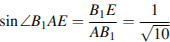 sin ∠B₁AE = B₁E/AB₁ = 1/√10